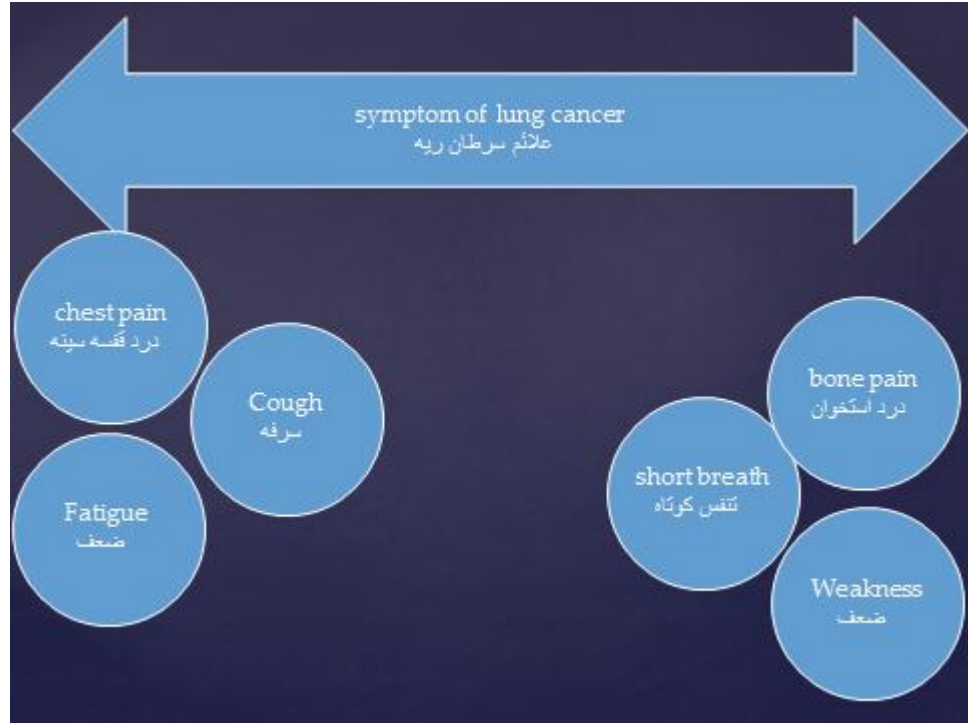 symptom of lung cancer
علائم سرطان ریه
chest pain
درد قفسه سینه
Cough
سرفه
Fatigue
ضعف
bone pain
درد استخوان
short breath
تنفس کوتاه
Weakness
ضعف